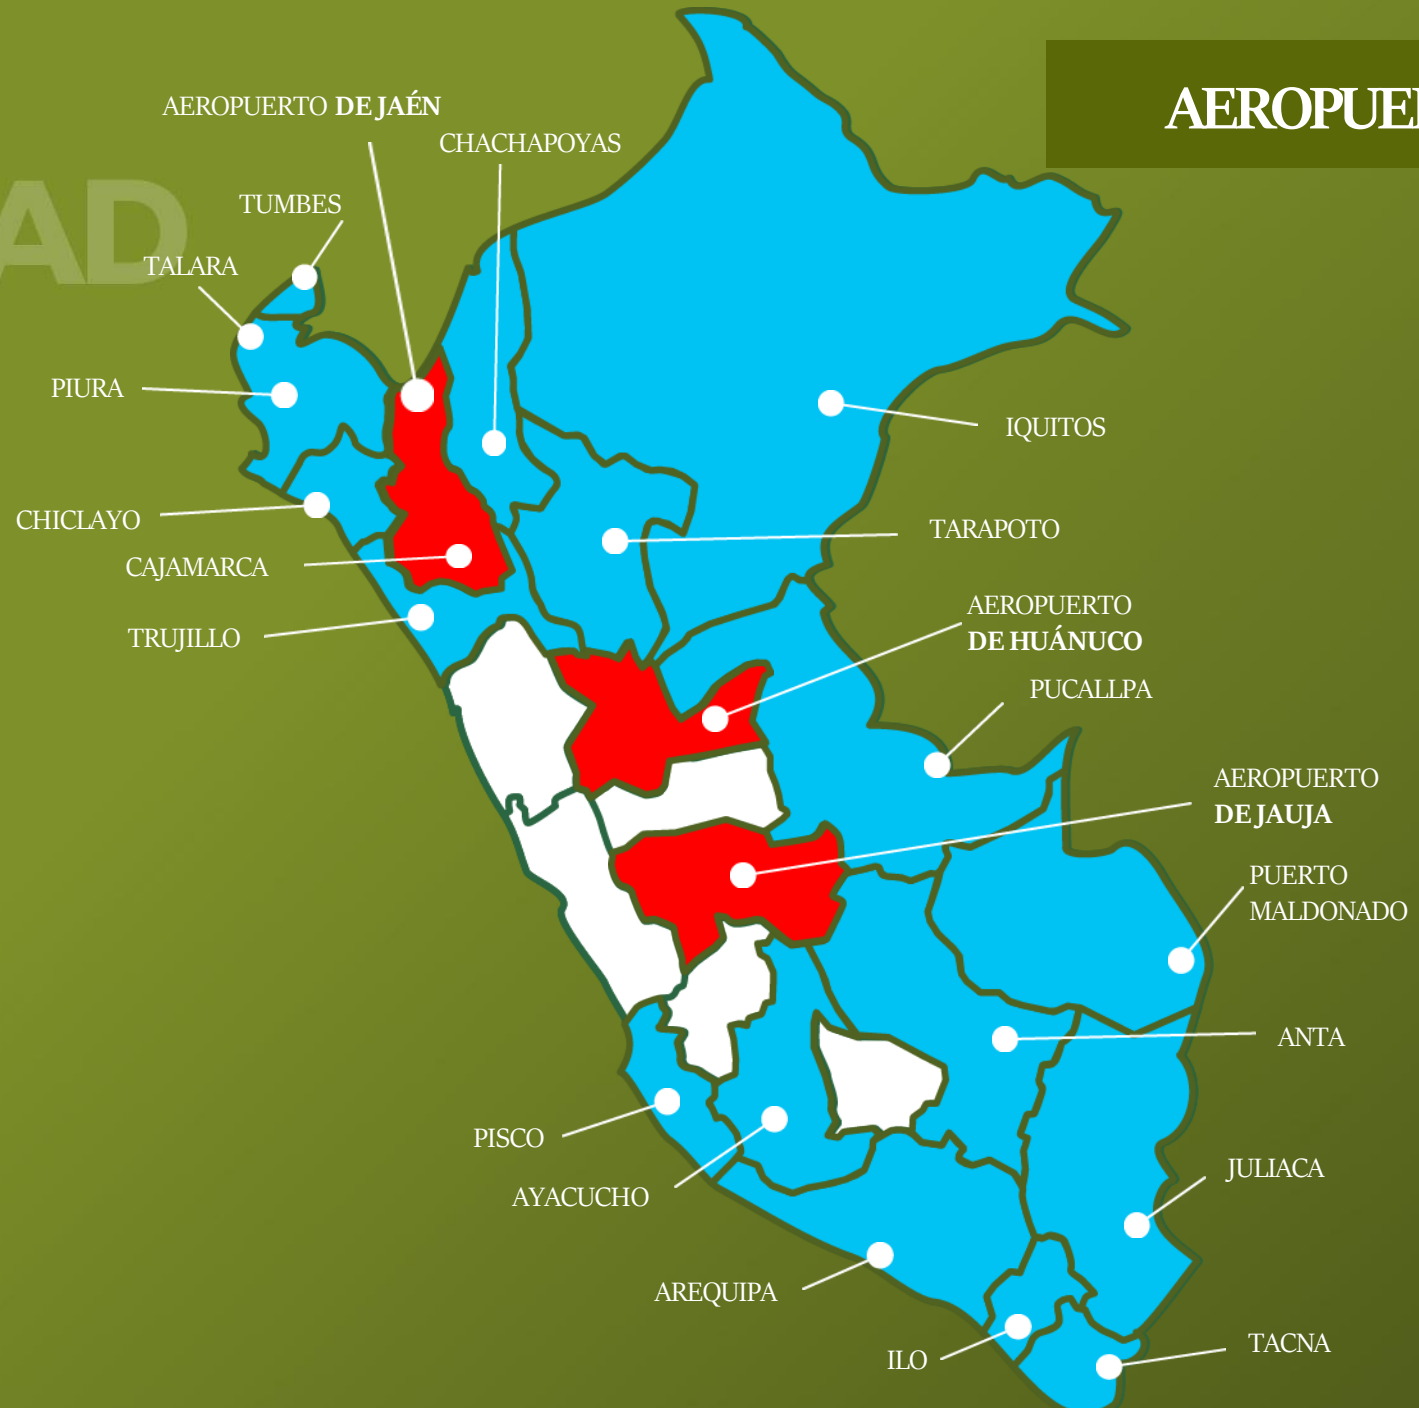 AEROPUERTO DE JAÉN
CHACHAPOYAS
TUMBES
TALARA
PIURA
IQUITOS
CHICLAYO
TARAPOTO
CAJAMARCA
AEROPUERTO
DE HUÁNUCO
TRUJILLO
PUCALLPA
AEROPUERTO
DE JAUJA
PUERTO
MALDONADO
ANTA
PISCO
JULIACA
AYACUCHO
AREQUIPA
TACNA
ILO